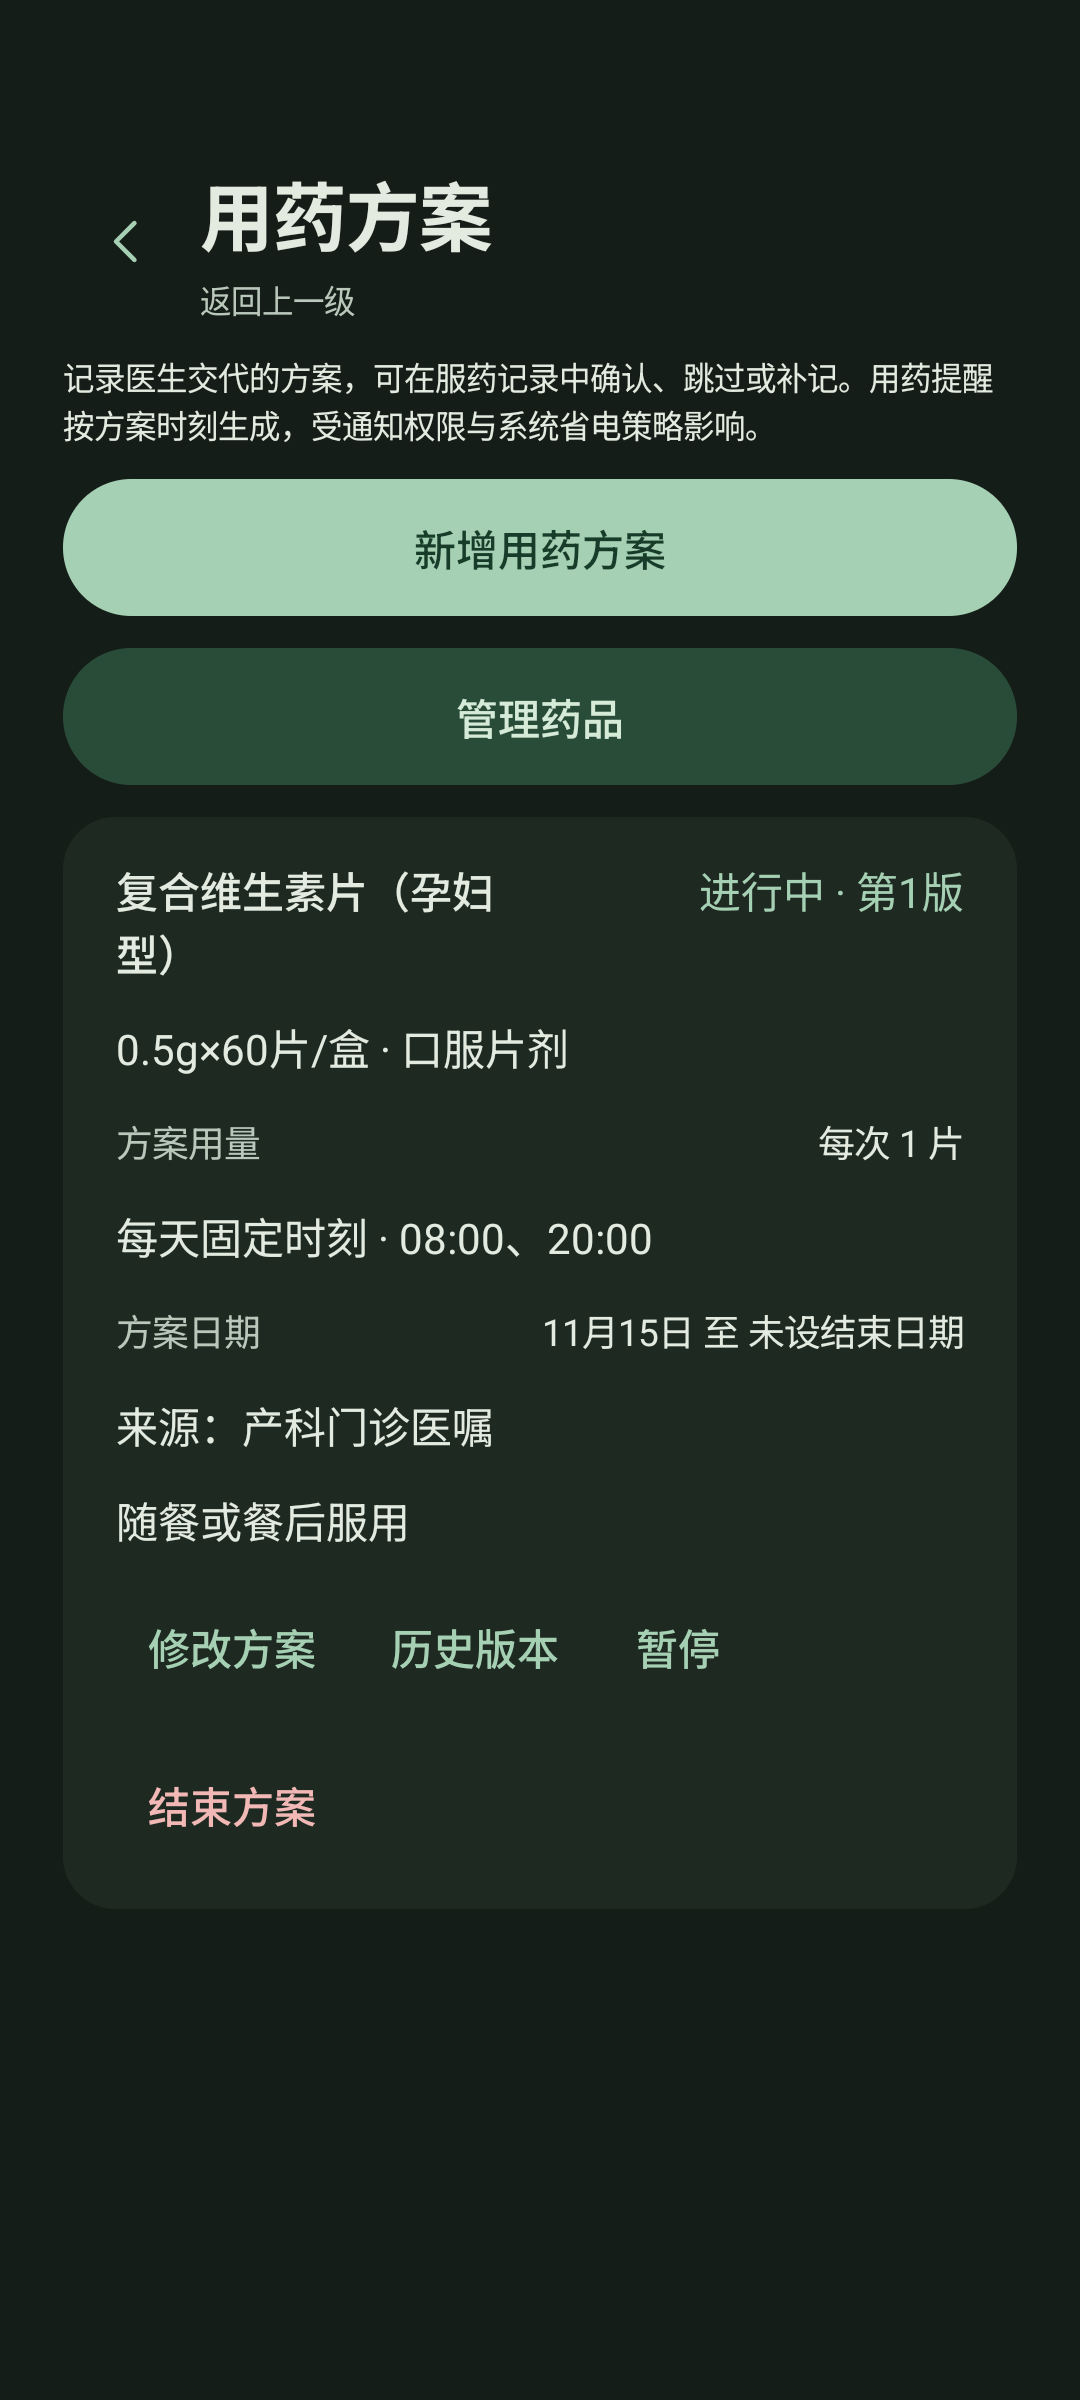 用药方案
返回上一级
记录医生交代的方案，可在服药记录中确认、跳过或补记。用药提醒
按方案时刻生成，受通知权限与系统省电策略影响。
新增用药方案
管理药品
复合维生素片（孕妇
型）
进行中 · 第1版
0.5g×60片/盒 · 口服片剂
方案用量 每次 1 片
每天固定时刻 · 08:00、20:00
方案日期 11月15日 至 未设结束日期
来源：产科门诊医嘱
随餐或餐后服用
修改方案 历史版本 暂停
结束方案